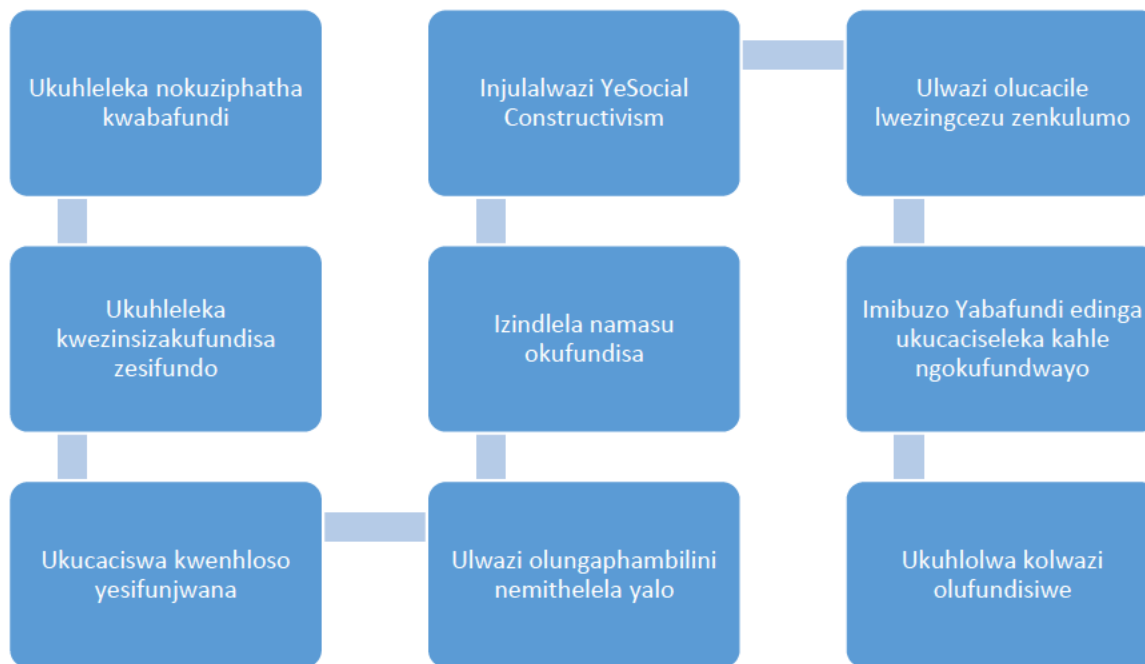 Ukuhleleka nokuziphatha
kwabafundi
Ukuhleleka
kwezinsizakufundisa
zesifundo
Ukucaciswa kwenhloso
yesifunjwana
Ulwazi olungaphambilini
nemithelela yalo
Izindlela namasu
okufundisa
Injulalwazi YeSocial
Constructivism
Ulwazi olucacile
lwezingcezu zenkulumo
Imibuzo Yabafundi edinga
ukucaciseleka kahle
ngokufundwayo
Ukuhlolwa kolwazi
olufundisiwe